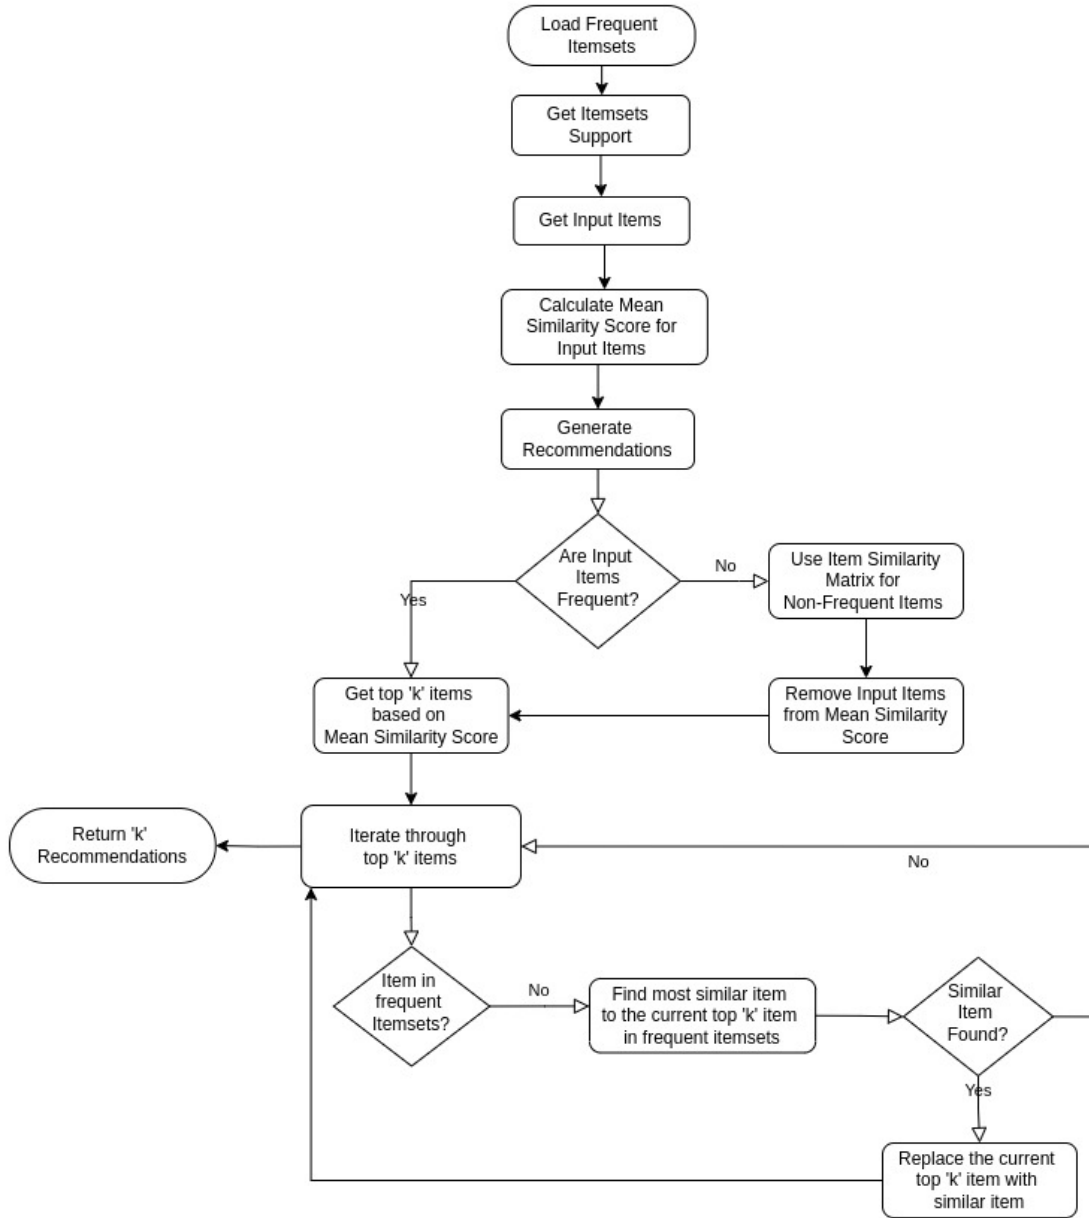 Load Frequent
Itemsets
Get Itemsets
Support
Get Input Items
Calculate Mean
Similarity Score for
Input Items
Generate
Recommendations
Are Input
Items
Frequent?
No
Use Item Similarity
Matrix for
Non-Frequent Items
Yes
Get top 'k' items
based on
Mean Similarity Score
Remove Input Items
from Mean Similarity
Score
Return 'k'
Recommendations
Iterate through
top 'k' items
No
Item in
frequent
Itemsets?
No
Find most similar item
to the current top 'k' item
in frequent itemsets
Similar
Item
Found?
Yes
Replace the current
top 'k' item with
similar item